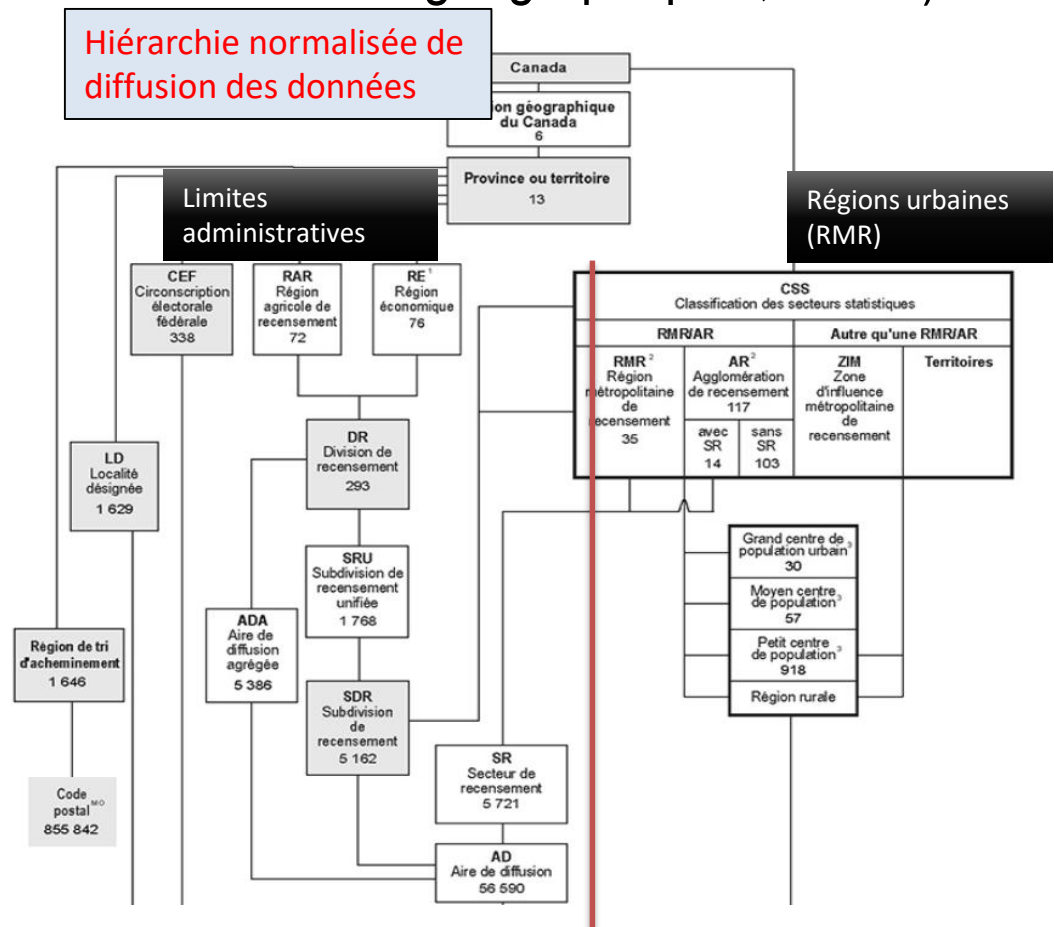 Hiérarchie normalisée de
diffusion des données
Canada
géographique
du Canada
6
Province ou territoire
13
Limites
administratives
Régions urbaines
(RMR)
CEF
Circonscription
électorale
fédérale
338
RAR
Région
agricole de
recensement
72
RE 1
Région
économique
76
CSS
Classification des secteurs statistiques
RMR/AR
Autre qu'une RMR/AR
RMR 2
Région
métropolitaine
de
recensement
35
AR 2
Agglomération
de recensement
117
avec
SR
14
sans
SR
103
ZIM
Zone
d'influence
métropolitaine
de
recensement
Territoires
LD
Localité
désignée
1 629
DR
Division de
recensement
293
SRU
Subdivision de
recensement
unifiée
1 768
ADA
Aire de
diffusion
agrégée
5 386
Région de tri
d'acheminement
1 646
SDR
Subdivision
de
recensement
5 162
Grand centre de
population urbain 3
30
Moyen centre
de population 3
57
Petit centre
de population 3
918
Région rurale
Code
postal MO
855 842
SR
Secteur de
recensement
5 721
AD
Aire de diffusion
56 590